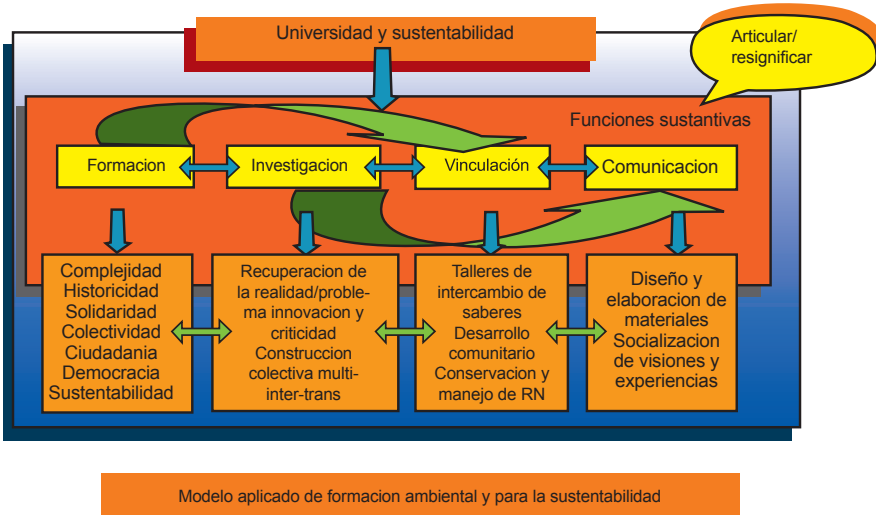 Universidad y sustentabilidad
Articular/
resignificar
Funciones sustantivas
Formacion
Investigacion
Vinculación
Comunicacion
Complejidad
Historicidad
Solidaridad
Colectividad
Ciudadania
Democracia
Sustentabilidad
Recuperacion de
la realidad/proble-
ma innovacion y
criticidad
Construccion
colectiva multi-
inter-trans
Talleres de
intercambio de
saberes
Desarrollo
comunitario
Conservacion y
manejo de RN
Diseño y
elaboracion de
materiales
Socializacion
de visiones y
experiencias
Modelo aplicado de formacion ambiental y para la sustentabilidad